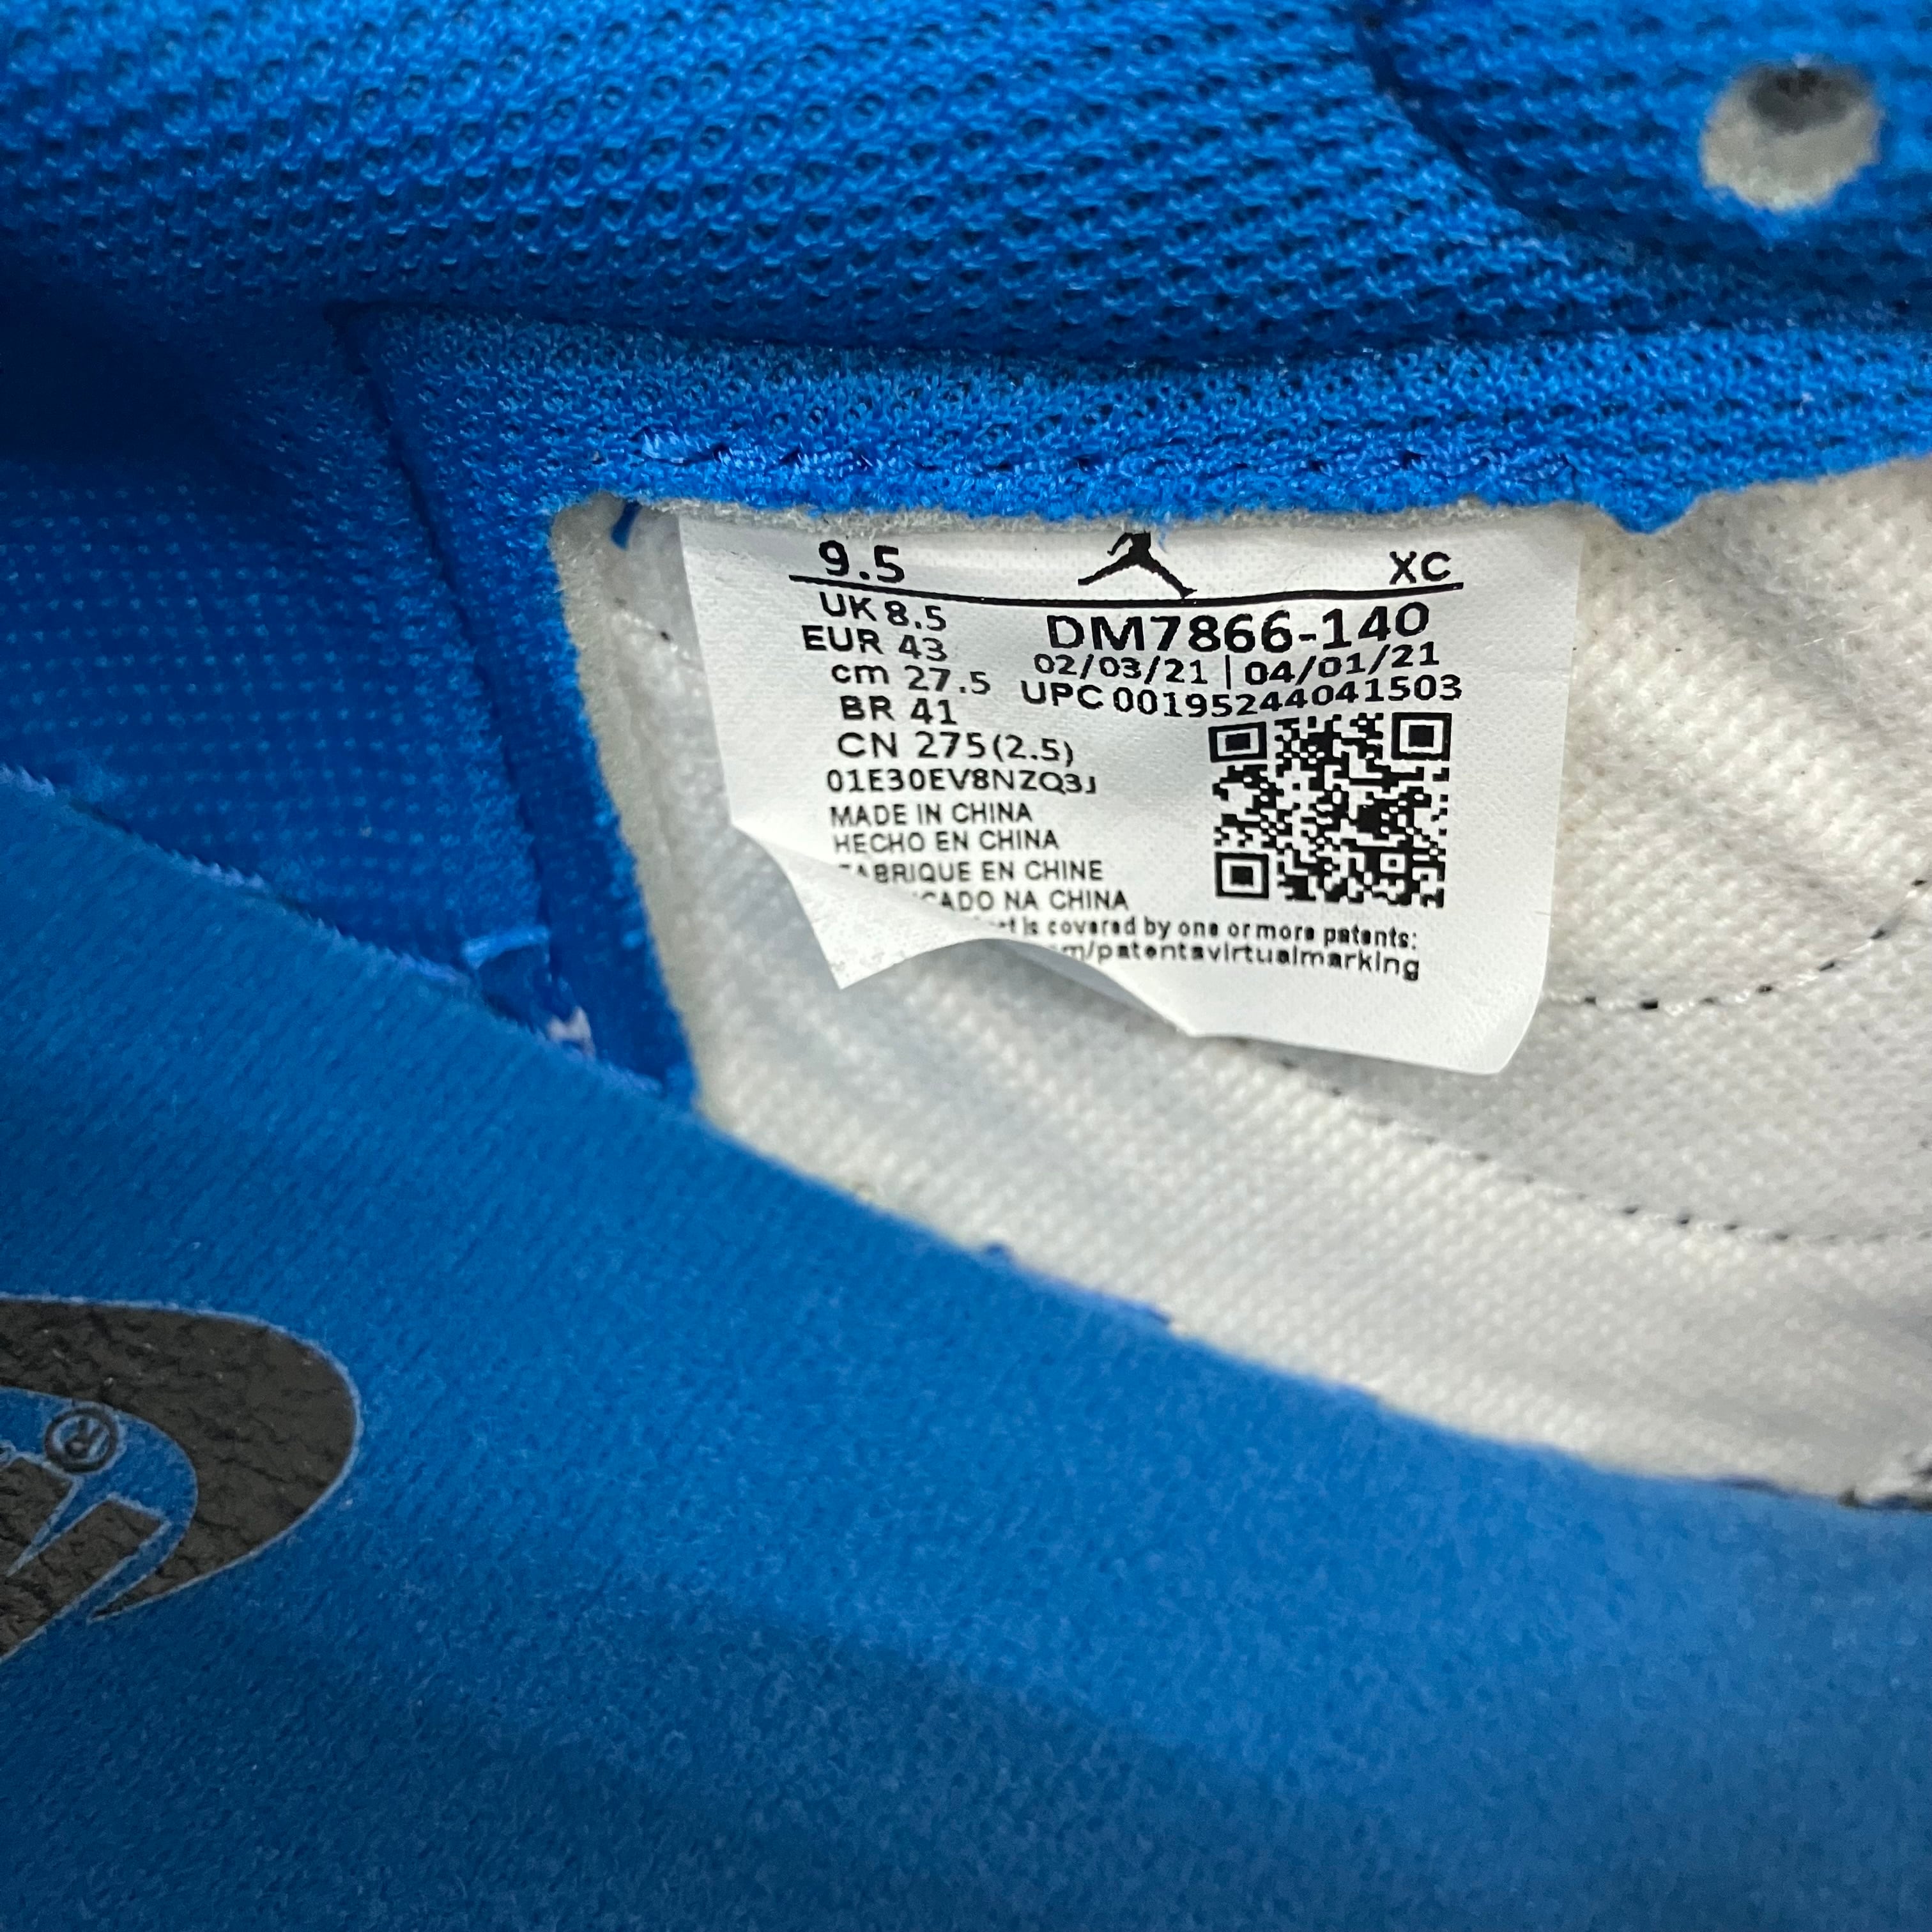 9.5 XC
UK 8.5
DM7866-140
EUR 43
02/03/21 | 04/01/21
cm 27.5
UPC 00195244041503
BR 41
CN 275(2.5)
01E30EV8NZQ3J
MADE IN CHINA
HECHO EN CHINA
FABRIQUE EN CHINE
NA CHINA
is covered by one or more patents:
m/patentsvirtualmarking
®